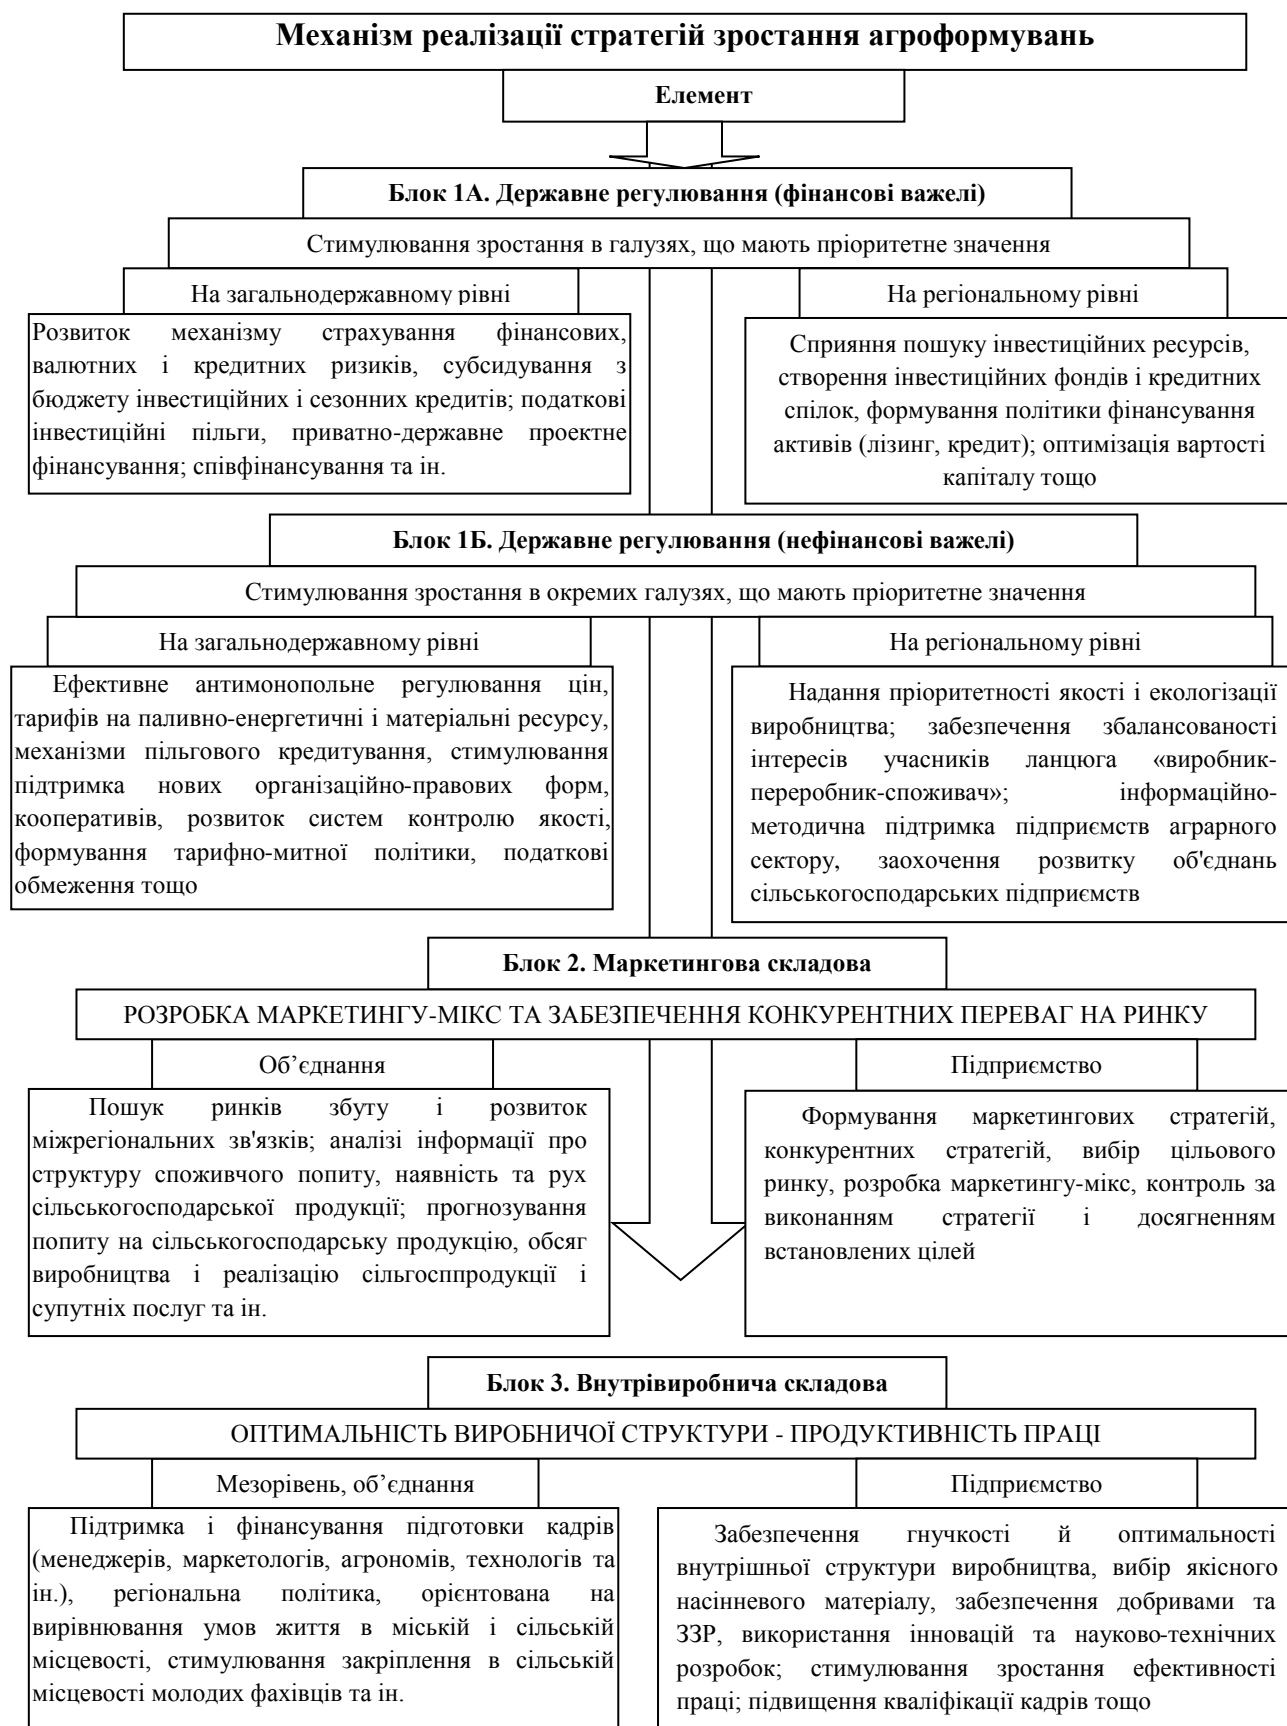 Механізм реалізації стратегій зростання агроформувань
Елемент
Блок 1А. Державне регулювання (фінансові важелі)
Стимулювання зростання в галузях, що мають пріоритетне значення
На загальнодержавному рівні
Розвиток механізму страхування фінансових,
валютних і кредитних ризиків, субсидування з
бюджету інвестиційних і сезонних кредитів; податкові
інвестиційні пільги, приватно-державне проектне
фінансування; співфінансування та ін.
На регіональному рівні
Сприяння пошуку інвестиційних ресурсів,
створення інвестиційних фондів і кредитних
спілок, формування політики фінансування
активів (лізинг, кредит); оптимізація вартості
капіталу тощо
Блок 1Б. Державне регулювання (нефінансові важелі)
Стимулювання зростання в окремих галузях, що мають пріоритетне значення
На загальнодержавному рівні
Ефективне антимонопольне регулювання цін,
тарифів на паливно-енергетичні і матеріальні ресурсу,
механізми пільгового кредитування, стимулювання
підтримка нових організаційно-правових форм,
кооперативів, розвиток систем контролю якості,
формування тарифно-митної політики, податкові
обмеження тощо
На регіональному рівні
Надання пріоритетності якості і екологізації
виробництва; забезпечення збалансованості
інтересів учасників ланцюга «виробник-
переробник-споживач»; інформаційно-
методична підтримка підприємств аграрного
сектору, заохочення розвитку об'єднань
сільськогосподарських підприємств
Блок 2. Маркетингова складова
РОЗРОБКА МАРКЕТИНГУ-МІКС ТА ЗАБЕЗПЕЧЕННЯ КОНКУРЕНТНИХ ПЕРЕВАГ НА РИНКУ
Об’єднання
Пошук ринків збуту і розвиток
міжрегіональних зв'язків; аналізі інформації про
структуру споживчого попиту, наявність та рух
сільськогосподарської продукції; прогнозування
попиту на сільськогосподарську продукцію, обсяг
виробництва і реалізацію сільгосппродукції і
супутніх послуг та ін.
Підприємство
Формування маркетингових стратегій,
конкурентних стратегій, вибір цільового
ринку, розробка маркетингу-мікс, контроль за
виконанням стратегії і досягненням
встановлених цілей
Блок 3. Внутрівиробнича складова
ОПТИМАЛЬНІСТЬ ВИРОБНИЧОЇ СТРУКТУРИ - ПРОДУКТИВНІСТЬ ПРАЦІ
Мезорівень, об’єднання
Підтримка і фінансування підготовки кадрів
(менеджерів, маркетологів, агрономів, технологів та
ін.), регіональна політика, орієнтована на
вирівнювання умов життя в міській і сільській
місцевості, стимулювання закріплення в сільській
місцевості молодих фахівців та ін.
Підприємство
Забезпечення гнучкості й оптимальності
внутрішньої структури виробництва, вибір якісного
насінневого матеріалу, забезпечення добривами та
ЗЗР, використання інновацій та науково-технічних
розробок; стимулювання зростання ефективності
праці; підвищення кваліфікації кадрів тощо